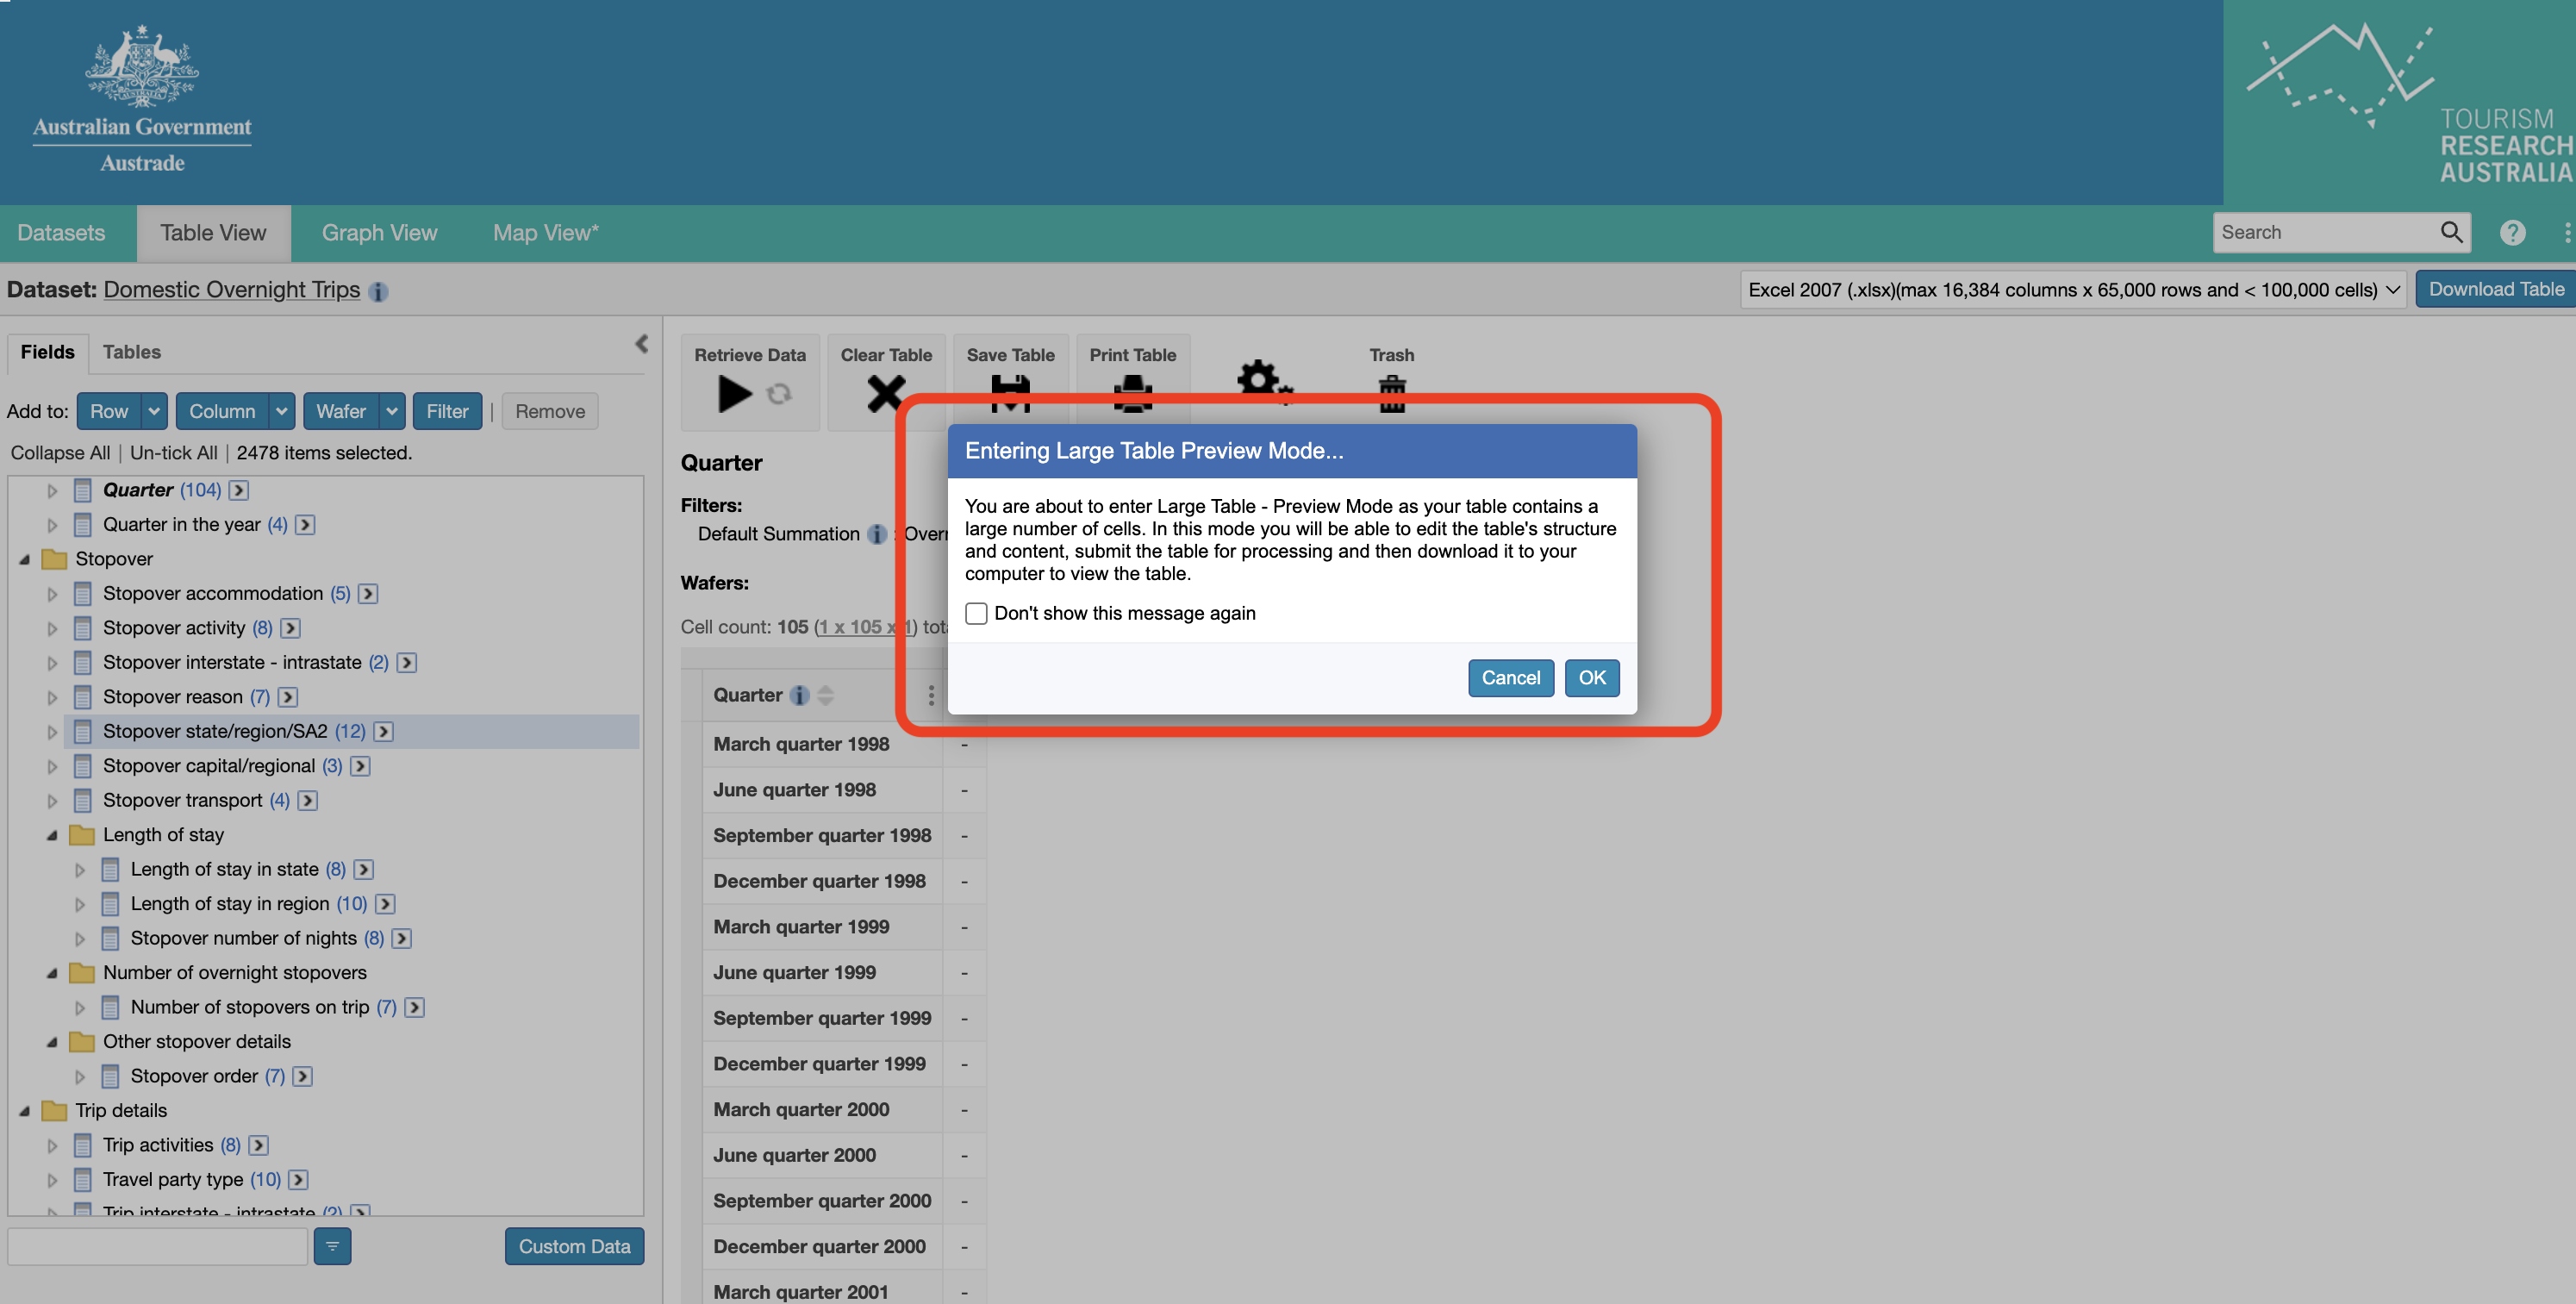 Australian Government
Austrade
TOURISM
RESEARCH
AUSTRALIA
Datasets
Table View
Graph View
Map View*
Search
Dataset: Domestic Overnight Trips
Excel 2007 (.xlsx)(max 16,384 columns x 65,000 rows and < 100,000 cells)
Download Table
Fields
Tables
Add to:
Row
Column
Wafer
Filter
|
Remove
Collapse All | Un-tick All | 2478 items selected.
Quarter (104)
Quarter in the year (4)
Stopover
Stopover accommodation (5)
Stopover activity (8)
Stopover interstate - intrastate (2)
Stopover reason (7)
Stopover state/region/SA2 (12)
Stopover capital/regional (3)
Stopover transport (4)
Length of stay
Length of stay in state (8)
Length of stay in region (10)
Stopover number of nights (8)
Number of overnight stopovers
Number of stopovers on trip (7)
Other stopover details
Stopover order (7)
Trip details
Trip activities (8)
Travel party type (10)
Trip interstate - intrastate (2)
Custom Data
Retrieve Data
Clear Table
Save Table
Print Table
Trash
Quarter
Filters:
Default Summation : Overn
Wafers:
Cell count: 105 (1 x 105 x 1) tot
Entering Large Table Preview Mode...
You are about to enter Large Table - Preview Mode as your table contains a
large number of cells. In this mode you will be able to edit the table's structure
and content, submit the table for processing and then download it to your
computer to view the table.
Don't show this message again
Cancel
OK
Quarter
March quarter 1998 -
June quarter 1998 -
September quarter 1998 -
December quarter 1998 -
March quarter 1999 -
June quarter 1999 -
September quarter 1999 -
December quarter 1999 -
March quarter 2000 -
June quarter 2000 -
September quarter 2000 -
December quarter 2000 -
March quarter 2001 -